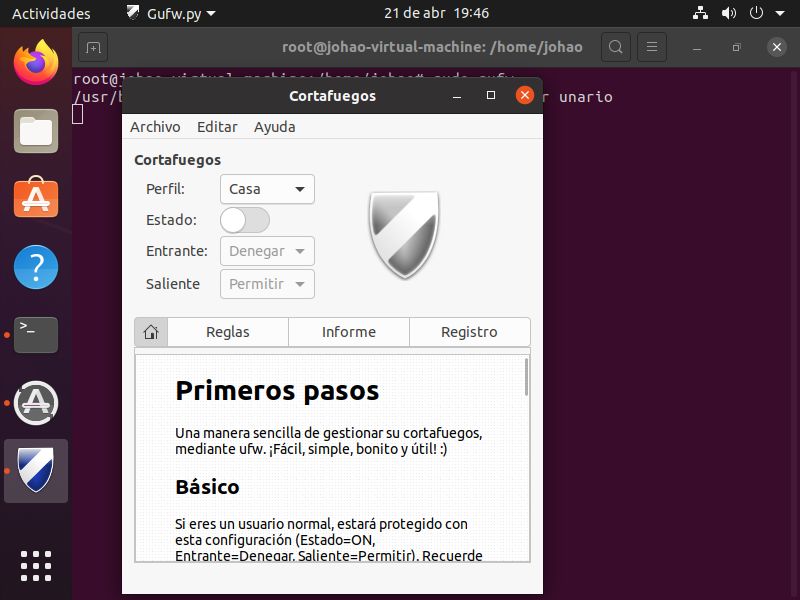 Actividades
Gufw.py
21 de abr 19:46
root@johao-virtual-machine: /home/johao
/usr/b
r unario
Cortafuegos
Archivo Editar Ayuda
Cortafuegos
Perfil: Casa
Estado:
Entrante: Denegar
Saliente Permitir
Reglas Informe Registro
Primeros pasos
Una manera sencilla de gestionar su cortafuegos,
mediante ufw. ¡Fácil, simple, bonito y útil! :)
Básico
Si eres un usuario normal, estará protegido con
esta configuración (Estado=ON,
Entrante=Denegar, Saliente=Permitir). Recuerde